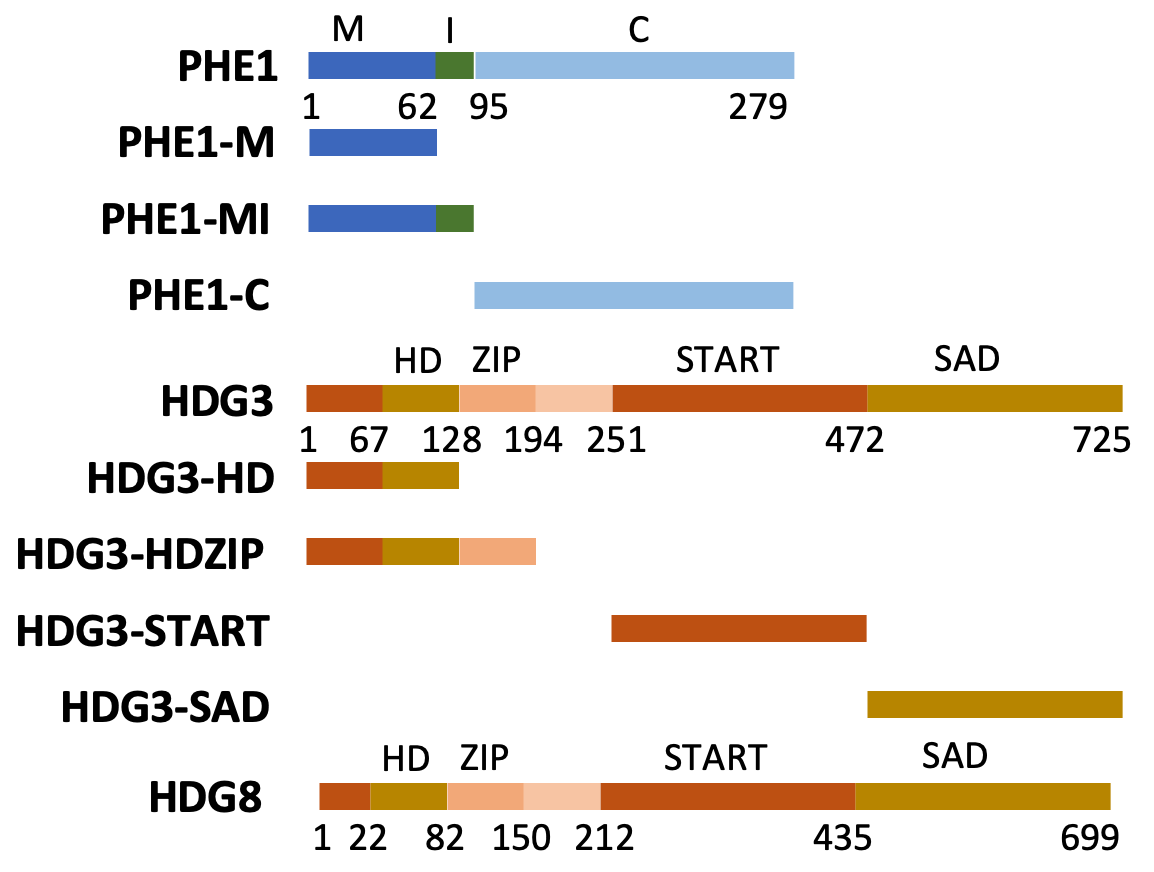 M I C
PHE1
1 62 95 279
PHE1-M
PHE1-MI
PHE1-C
HD ZIP START SAD
HDG3
1 67 128 194 251 472 725
HDG3-HD
HDG3-HDZIP
HDG3-START
HDG3-SAD
HD ZIP START SAD
HDG8
1 22 82 150 212 435 699